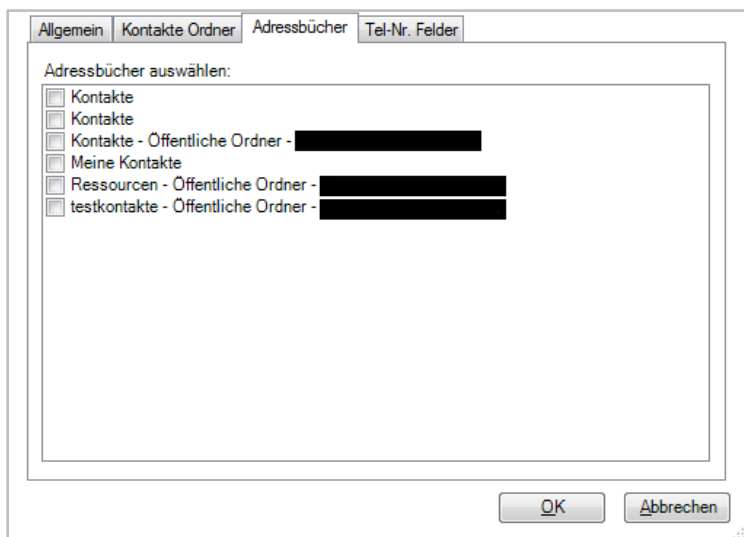 Allgemein Kontakte Ordner Adressbücher Tel-Nr. Felder
Adressbücher auswählen:
Kontakte
Kontakte
Kontakte - Öffentliche Ordner -
Meine Kontakte
Ressourcen - Öffentliche Ordner -
testkontakte - Öffentliche Ordner -
OK Abbrechen